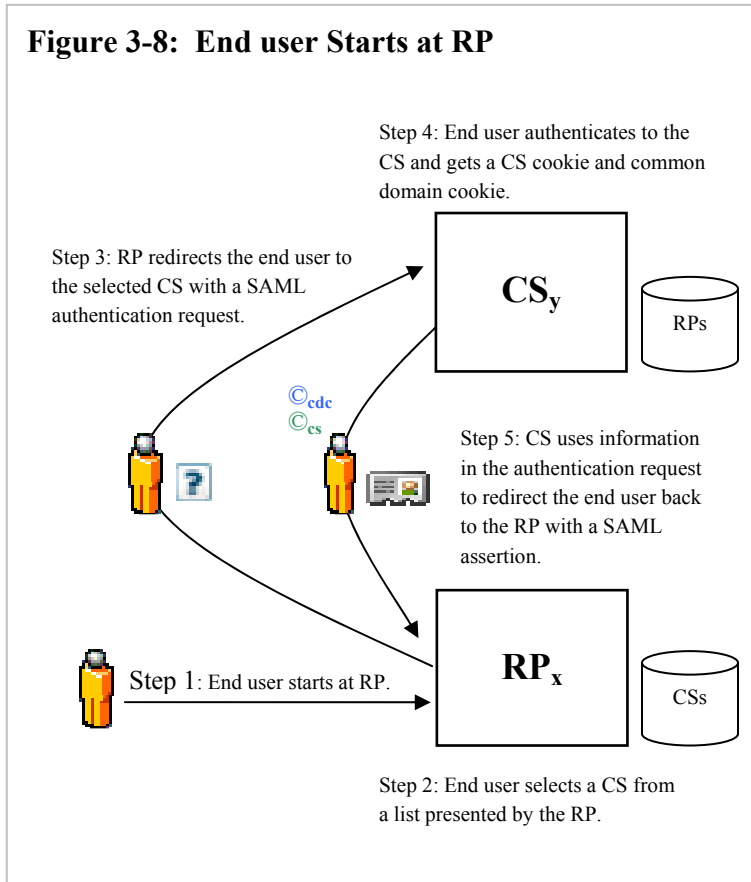 Figure 3-8: End user Starts at RP
Step 4: End user authenticates to the
CS and gets a CS cookie and common
domain cookie.
Step 3: RP redirects the end user to
the selected CS with a SAML
authentication request.
CSy
RPs
©cdc
©cs
?
Step 5: CS uses information
in the authentication request
to redirect the end user back
to the RP with a SAML
assertion.
RPx
CSs
Step 1: End user starts at RP.
Step 2: End user selects a CS from
a list presented by the RP.